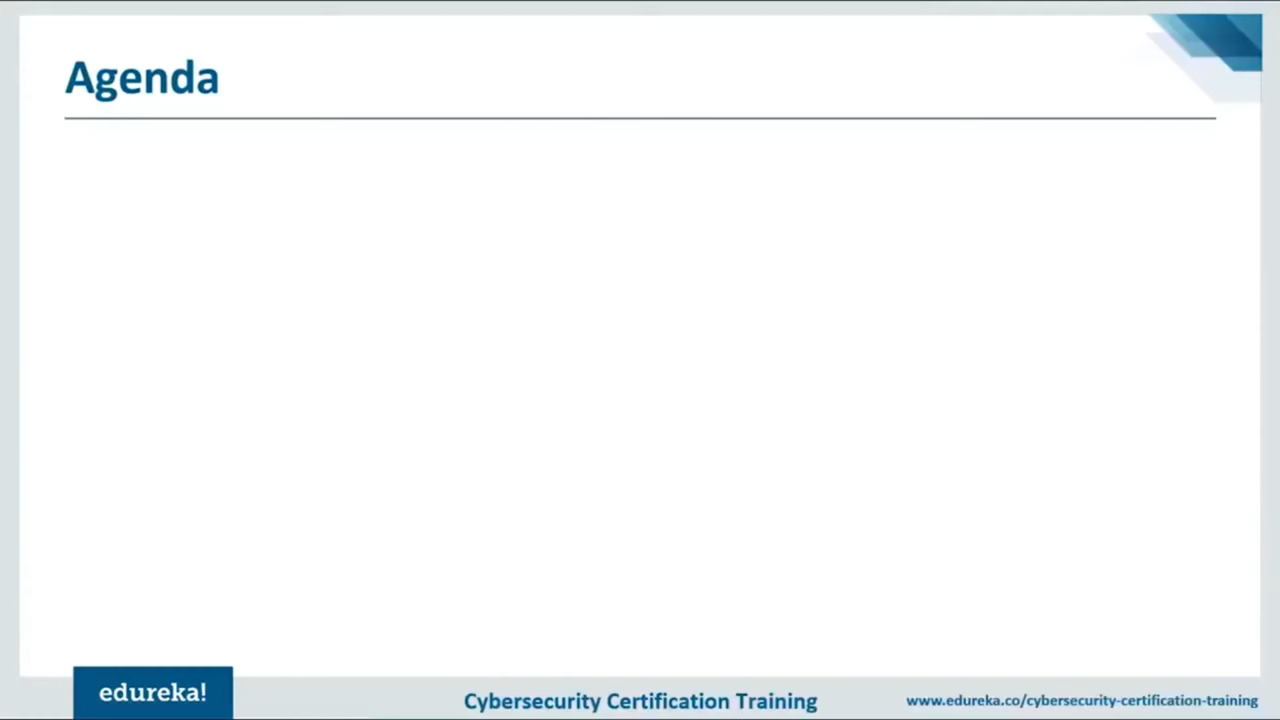 Agenda
edureka!
Cybersecurity Certification Training
www.edureka.co/cybersecurity-certification-training